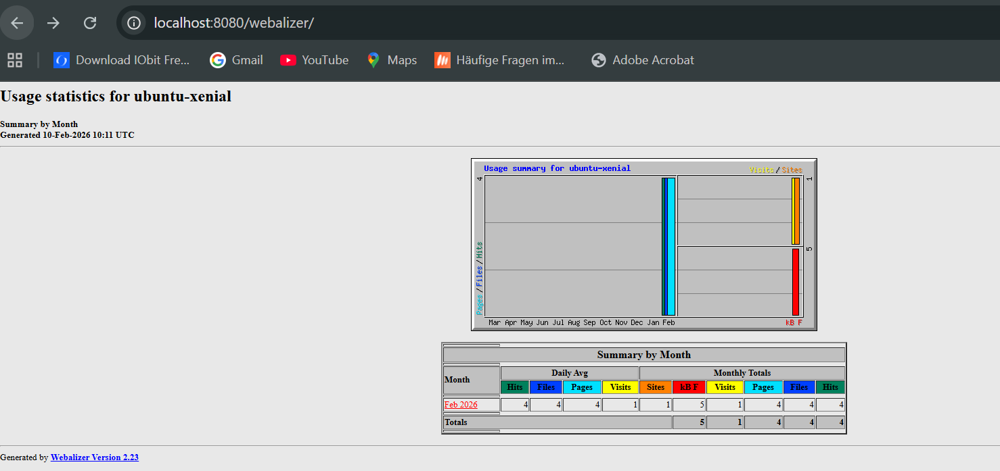 localhost:8080/webalizer/
Download IObit Fre... Gmail YouTube Maps Häufige Fragen im... Adobe Acrobat
Usage statistics for ubuntu-xenial
Summary by Month
Generated 10-Feb-2026 10:11 UTC
Usage summary for ubuntu-xenial Visits/Sites
4 1
Pages/Files/Hits
5
Mar Apr May Jun Jul Aug Sep Oct Nov Dec Jan Feb kB F
Summary by Month
Month Daily Avg Monthly Totals
Hits Files Pages Visits Sites kB F Visits Pages Files Hits
Feb 2026 4 4 4 1 1 5 1 4 4 4
Totals 5 1 4 4 4
Generated by Webalizer Version 2.23